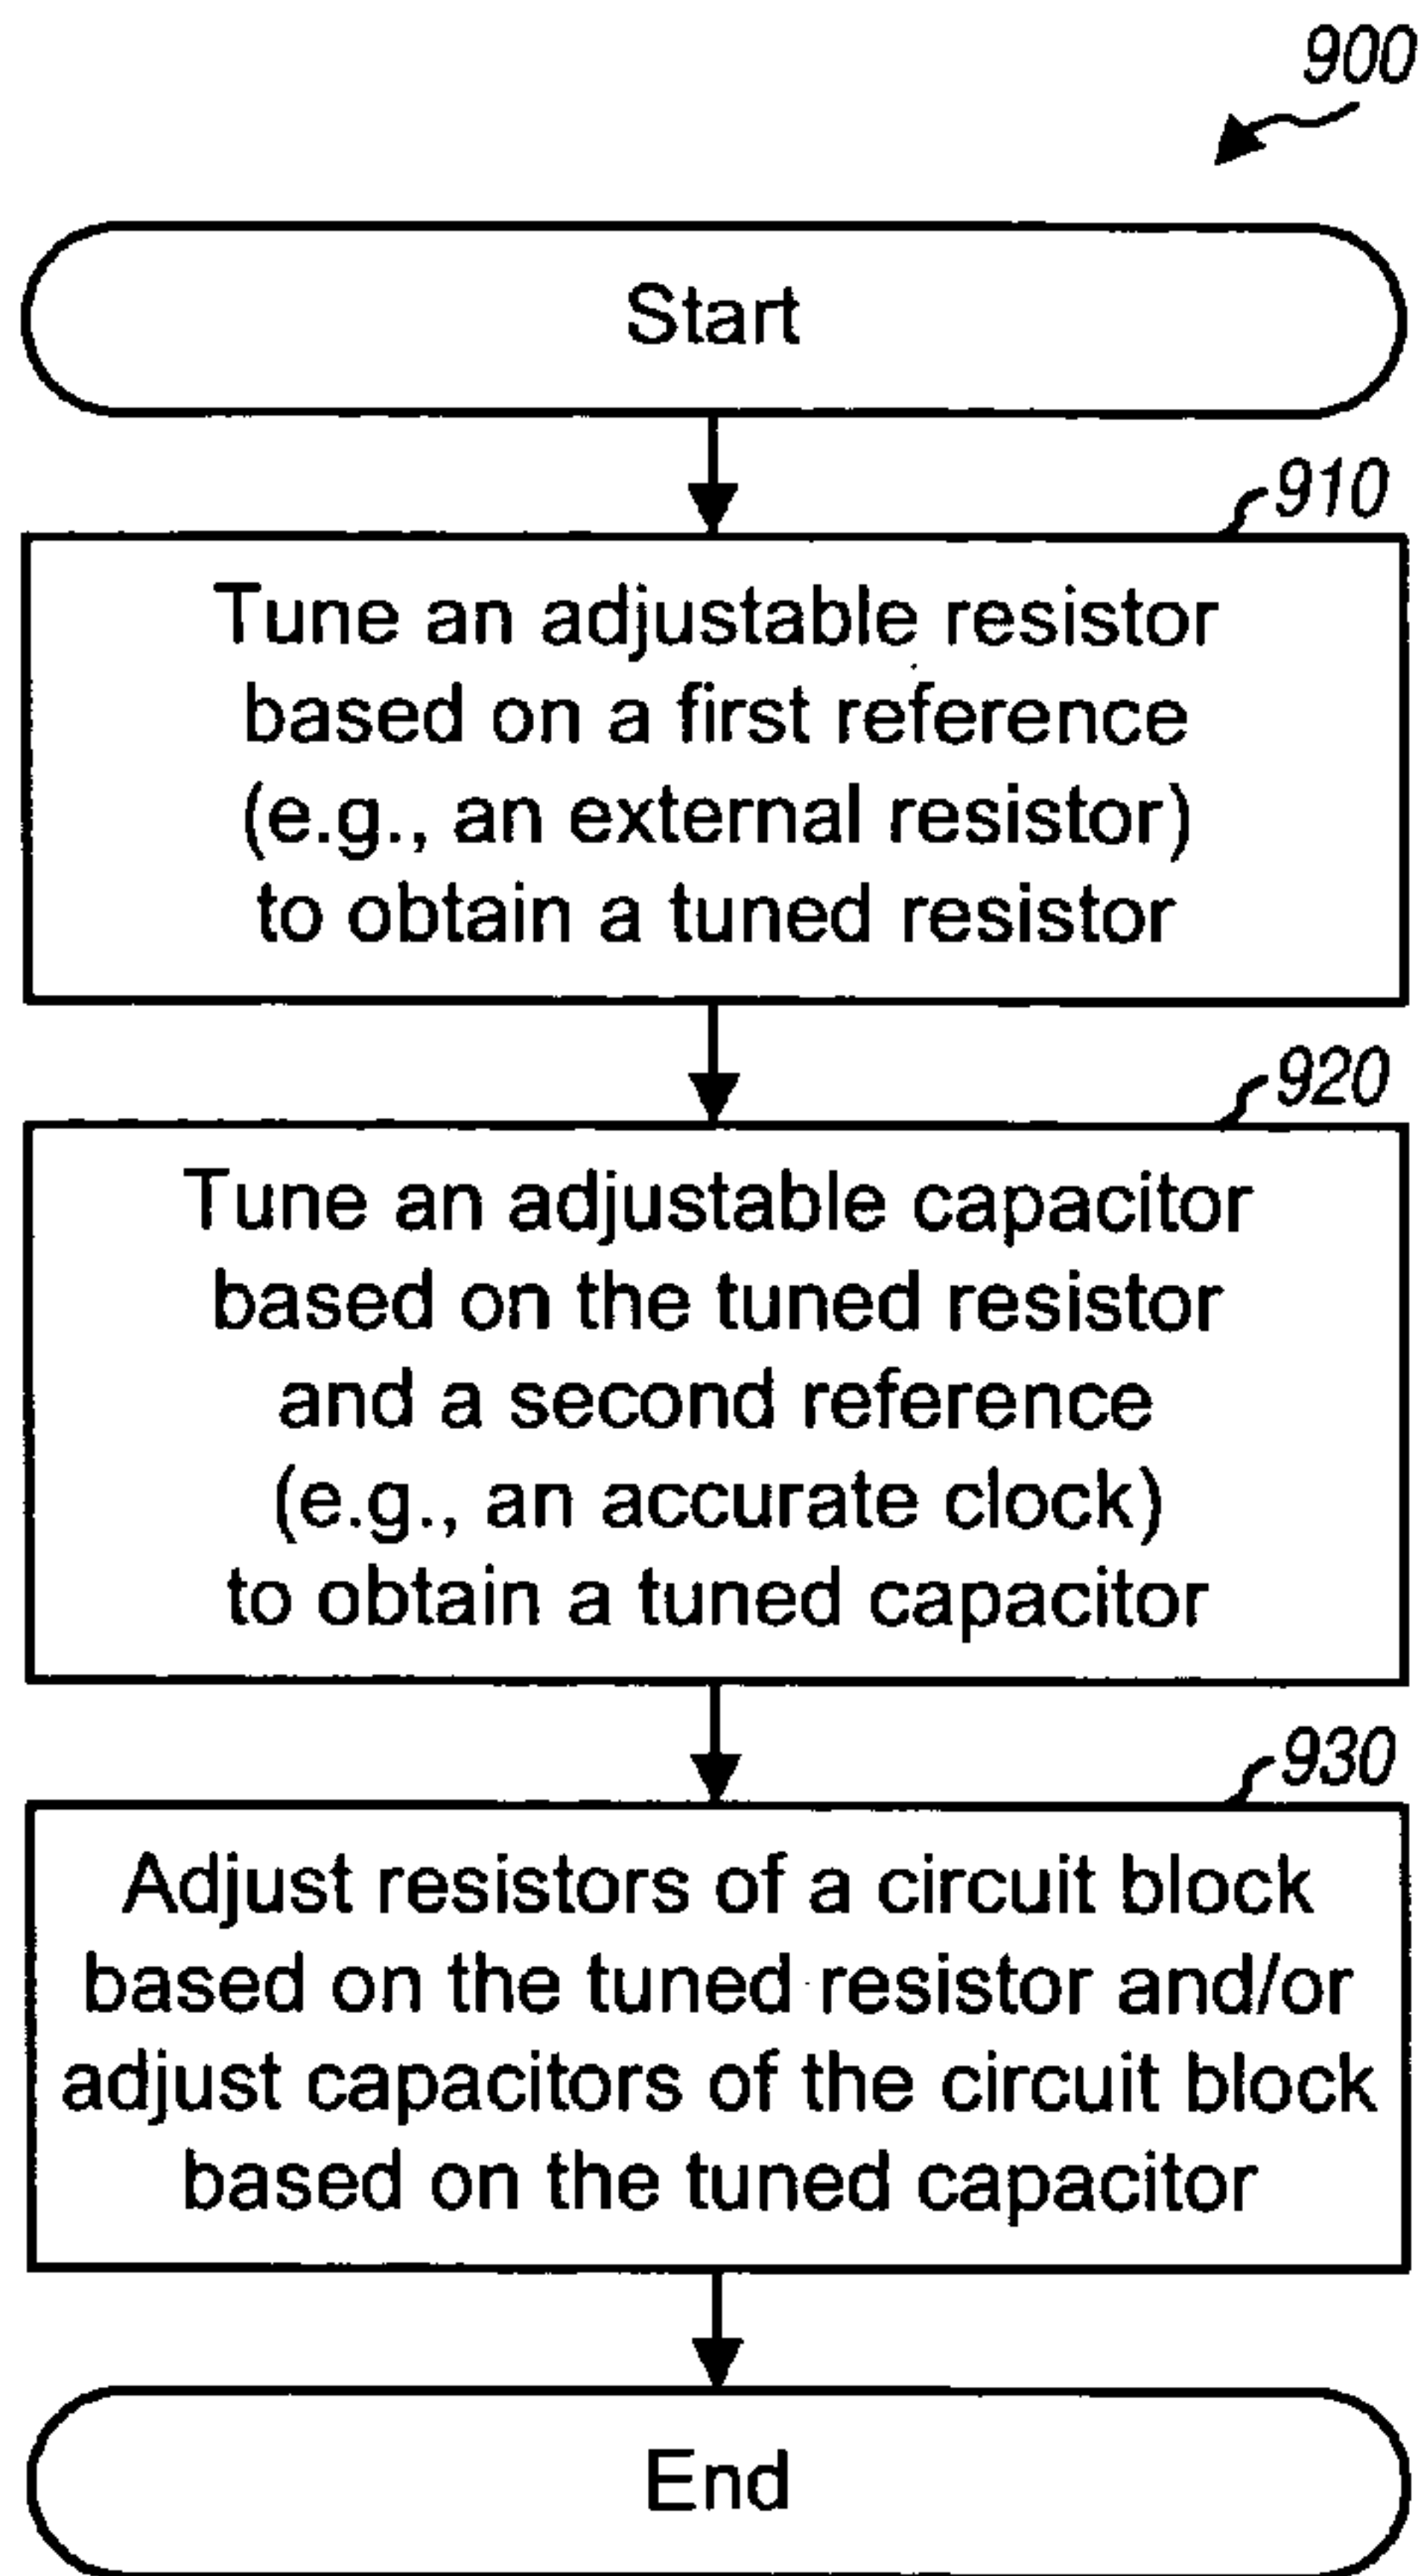 900
Start
910
Tune an adjustable resistor
based on a first reference
(e.g., an external resistor)
to obtain a tuned resistor
920
Tune an adjustable capacitor
based on the tuned resistor
and a second reference
(e.g., an accurate clock)
to obtain a tuned capacitor
930
Adjust resistors of a circuit block
based on the tuned resistor and/or
adjust capacitors of the circuit block
based on the tuned capacitor
End